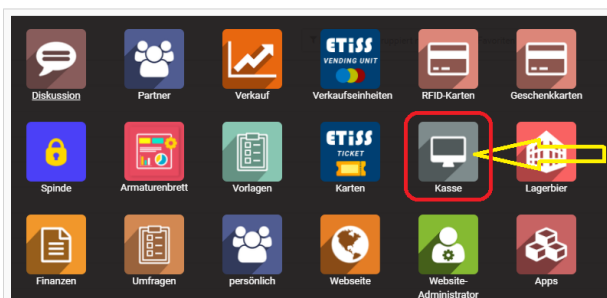 ETISS
VENDING UNIT
Diskussion
Partner
Verkauf
Verkaufseinheiten
RFID-Karten
Geschenkkarten
ETISS
TICKET
Spinde
Armaturenbrett
Vorlagen
Karten
Kasse
Lagerbier
Finanzen
Umfragen
persönlich
Webseite
Website-
Administrator
Apps